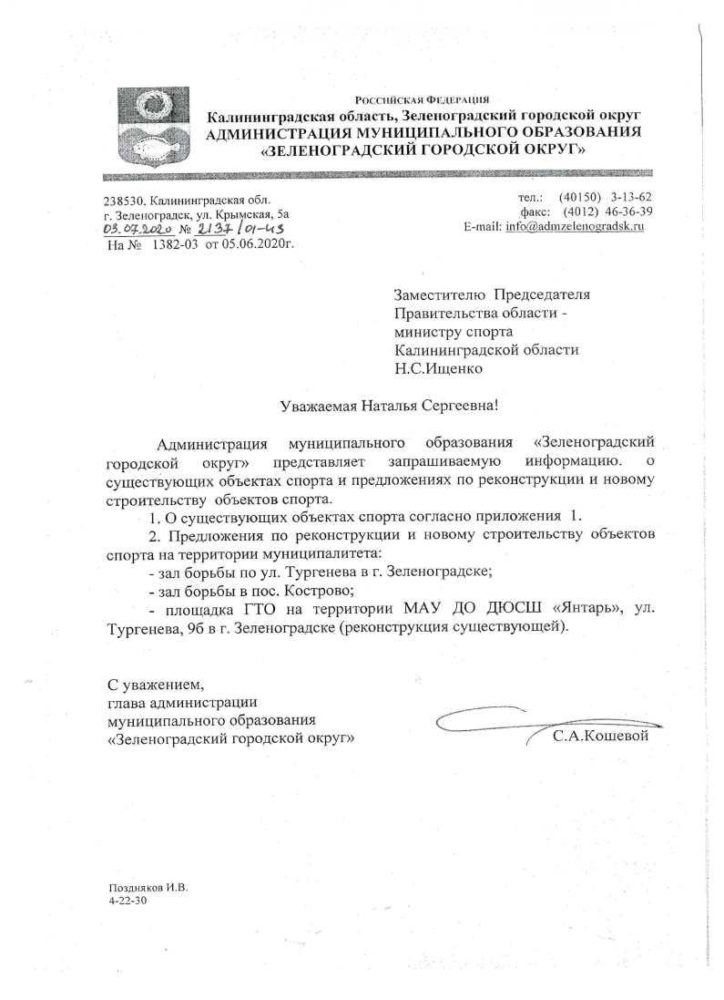 Российская Федерация
Калининградская область, Зеленоградский городской округ
АДМИНИСТРАЦИЯ МУНИЦИПАЛЬНОГО ОБРАЗОВАНИЯ
«ЗЕЛЕНОГРАДСКИЙ ГОРОДСКОЙ ОКРУГ»
238530, Калининградская обл.
г. Зеленоградск, ул. Крымская, 5а
03.07.2020 № 2137/01-43
На № 1382-03 от 05.06.2020г.
тел.: (40150) 3-13-62
факс: (4012) 46-36-39
E-mail: info@admzelenogradsk.ru
Заместителю Председателя
Правительства области -
министру спорта
Калининградской области
Н.С.Ищенко
Уважаемая Наталья Сергеевна!
Администрация муниципального образования «Зеленоградский
городской округ» представляет запрашиваемую информацию. о
существующих объектах спорта и предложениях по реконструкции и новому
строительству объектов спорта.
1. О существующих объектах спорта согласно приложения 1.
2. Предложения по реконструкции и новому строительству объектов
спорта на территории муниципалитета:
- зал борьбы по ул. Тургенева в г. Зеленоградске;
- зал борьбы в пос. Кострово;
- площадка ГТО на территории МАУ ДО ДЮСШ «Янтарь», ул.
Тургенева, 9б в г. Зеленоградске (реконструкция существующей).
С уважением,
глава администрации
муниципального образования
«Зеленоградский городской округ»
С.А.Кошевой
Поздняков И.В.
4-22-30